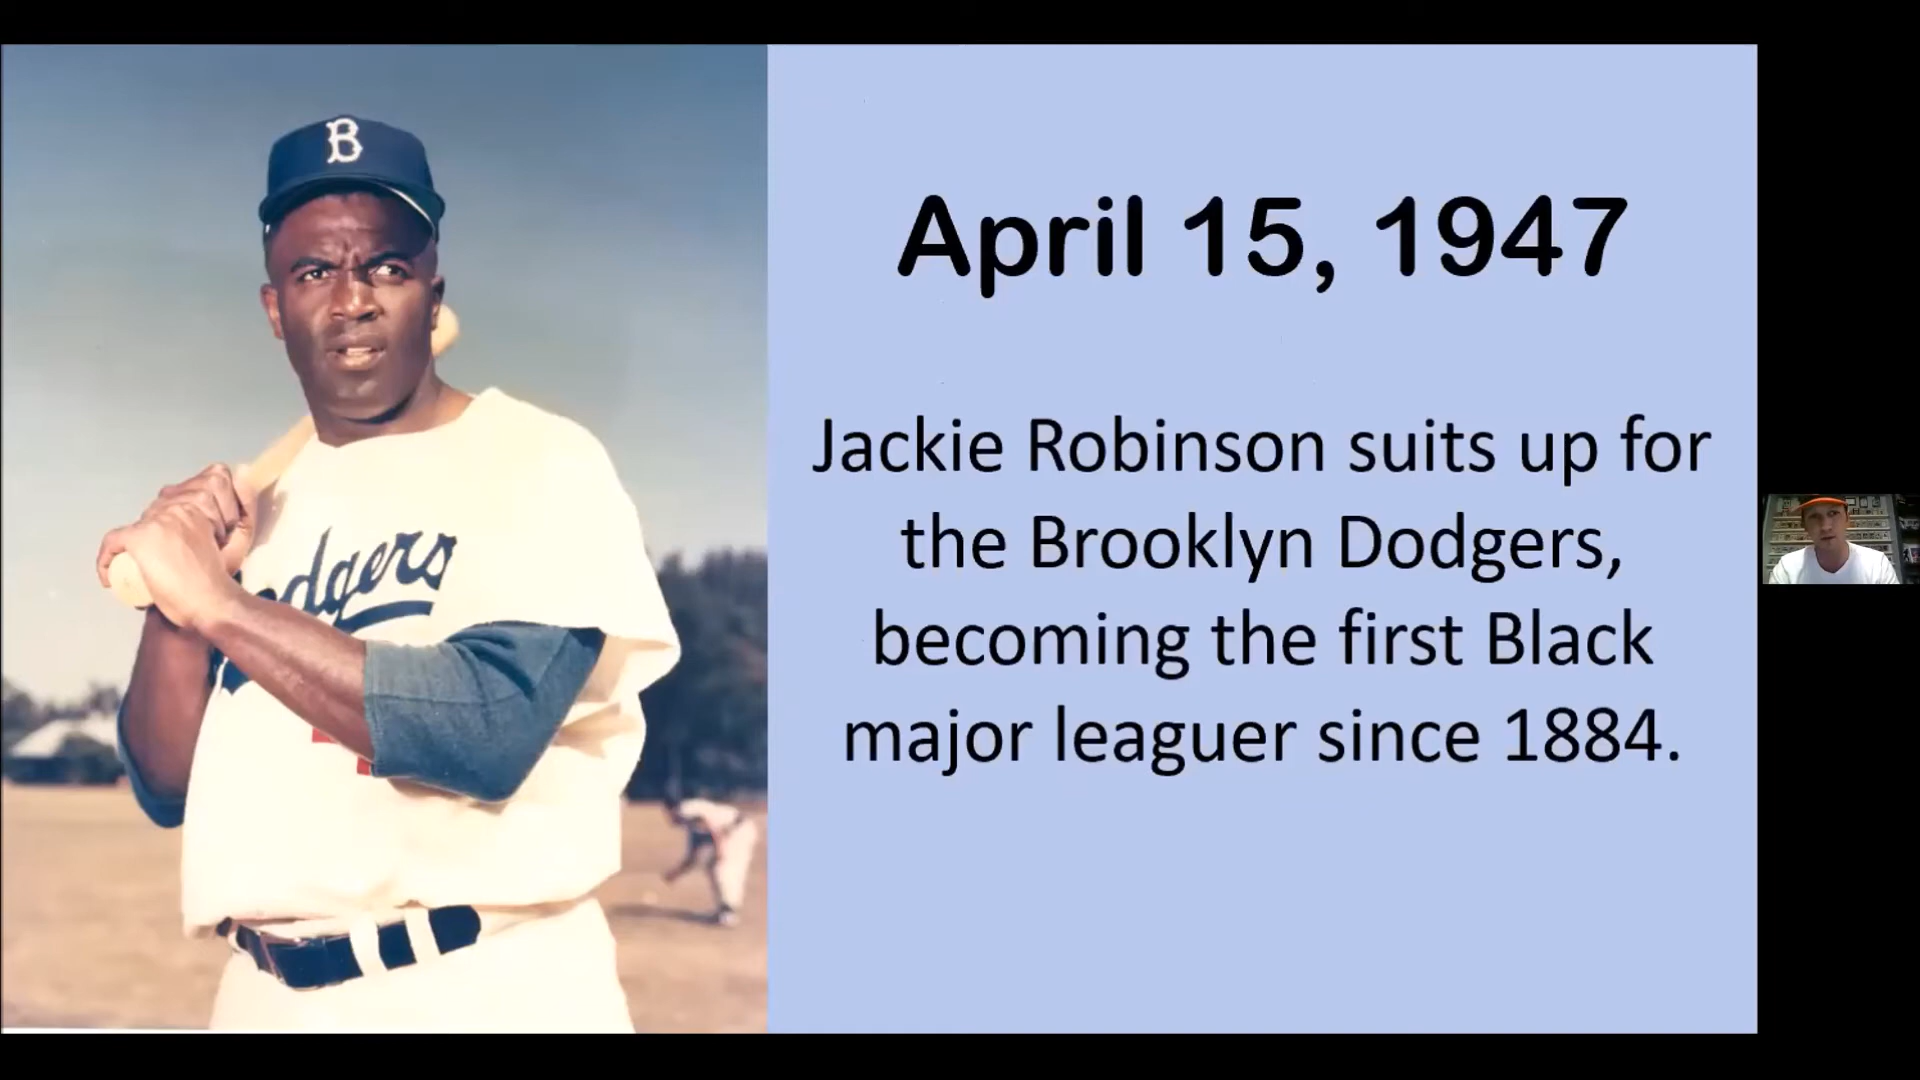 B
odgers
April 15, 1947
Jackie Robinson suits up for
the Brooklyn Dodgers,
becoming the first Black
major leaguer since 1884.